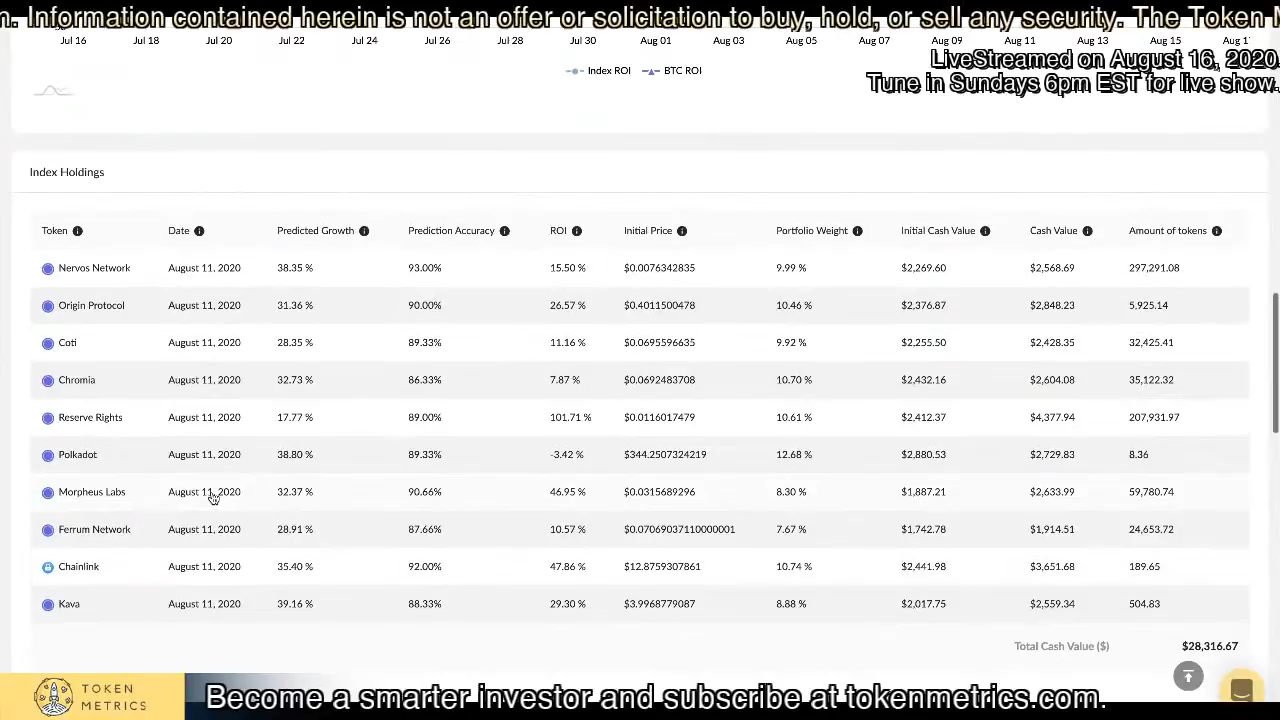 n. Information contained herein is not an offer or solicitation to buy, hold, or sell any security. The Token M
Jul 16 Jul 18 Jul 20 Jul 22 Jul 24 Jul 26 Jul 28 Jul 30 Aug 01 Aug 03 Aug 05 Aug 07 Aug 09 Aug 11 Aug 13 Aug 15 Aug 1
LiveStreamed on August 16, 2020.
Index ROI BTC ROI
Tune in Sundays 6pm EST for live show.
Index Holdings
Token Date Predicted Growth Prediction Accuracy ROI Initial Price Portfolio Weight Initial Cash Value Cash Value Amount of tokens
Nervos Network August 11, 2020 38.35 % 93.00% 15.50 % $0.0076342835 9.99 % $2,269.60 $2,568.69 297,291.08
Origin Protocol August 11, 2020 31.36 % 90.00% 26.57 % $0.4011500478 10.46 % $2,376.87 $2,848.23 5,925.14
Coti August 11, 2020 28.35 % 89.33% 11.16 % $0.0695596635 9.92 % $2,255.50 $2,428.35 32,425.41
Chromia August 11, 2020 32.73 % 86.33% 7.87 % $0.0692483708 10.70 % $2,432.16 $2,604.08 35,122.32
Reserve Rights August 11, 2020 17.77 % 89.00% 101.71 % $0.0116017479 10.61 % $2,412.37 $4,377.94 207,931.97
Polkadot August 11, 2020 38.80 % 89.33% -3.42 % $344.2507324219 12.68 % $2,880.53 $2,729.83 8.36
Morpheus Labs August 11, 2020 32.37 % 90.66% 46.95 % $0.0315689296 8.30 % $1,887.21 $2,633.99 59,780.74
Ferrum Network August 11, 2020 28.91 % 87.66% 10.57 % $0.07069037110000001 7.67 % $1,742.78 $1,914.51 24,653.72
Chainlink August 11, 2020 35.40 % 92.00% 47.86 % $12.8759307861 10.74 % $2,441.98 $3,651.68 189.65
Kava August 11, 2020 39.16 % 88.33% 29.30 % $3.9968779087 8.88 % $2,017.75 $2,559.34 504.83
Total Cash Value ($) $28,316.67
TOKEN
METRICS
Become a smarter investor and subscribe at tokenmetrics.com.